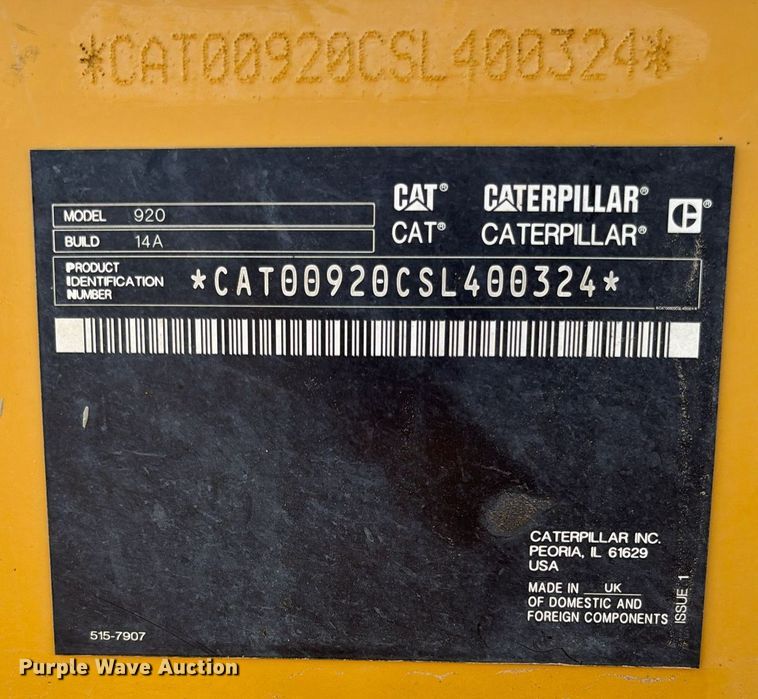 *CAT00920CSL400324*
CAT® CATERPILLAR®
CAT® CATERPILLAR®
MODEL 920
BUILD 14A
PRODUCT
IDENTIFICATION
NUMBER
*CAT00920CSL400324*
*CAT00920CSL400324*
CATERPILLAR INC.
PEORIA, IL 61629
USA
MADE IN UK
OF DOMESTIC AND
FOREIGN COMPONENTS
ISSUE 1
515-7907
Purple Wave Auction